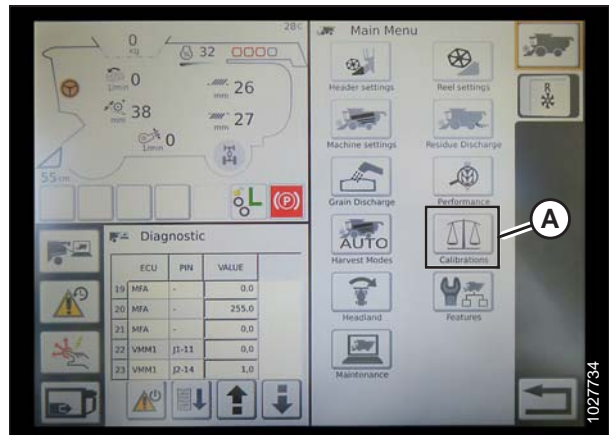 28C
0
kg
32
0
1/min
26
mm
38
mm
27
mm
0
1/min
55 cm
L
(P)
Diagnostic
ECU PIN VALUE
19 MFA - 0,0
20 MFA - 255,0
21 MFA - 0,0
22 VMM1 J1-11 0,0
23 VMM1 J2-14 1,0
Main Menu
Header settings
Reel settings
Machine settings
Residue Discharge
Grain Discharge
Performance
AUTO
Harvest Modes
Calibrations
Headland
Features
Maintenance
R
A
1027734